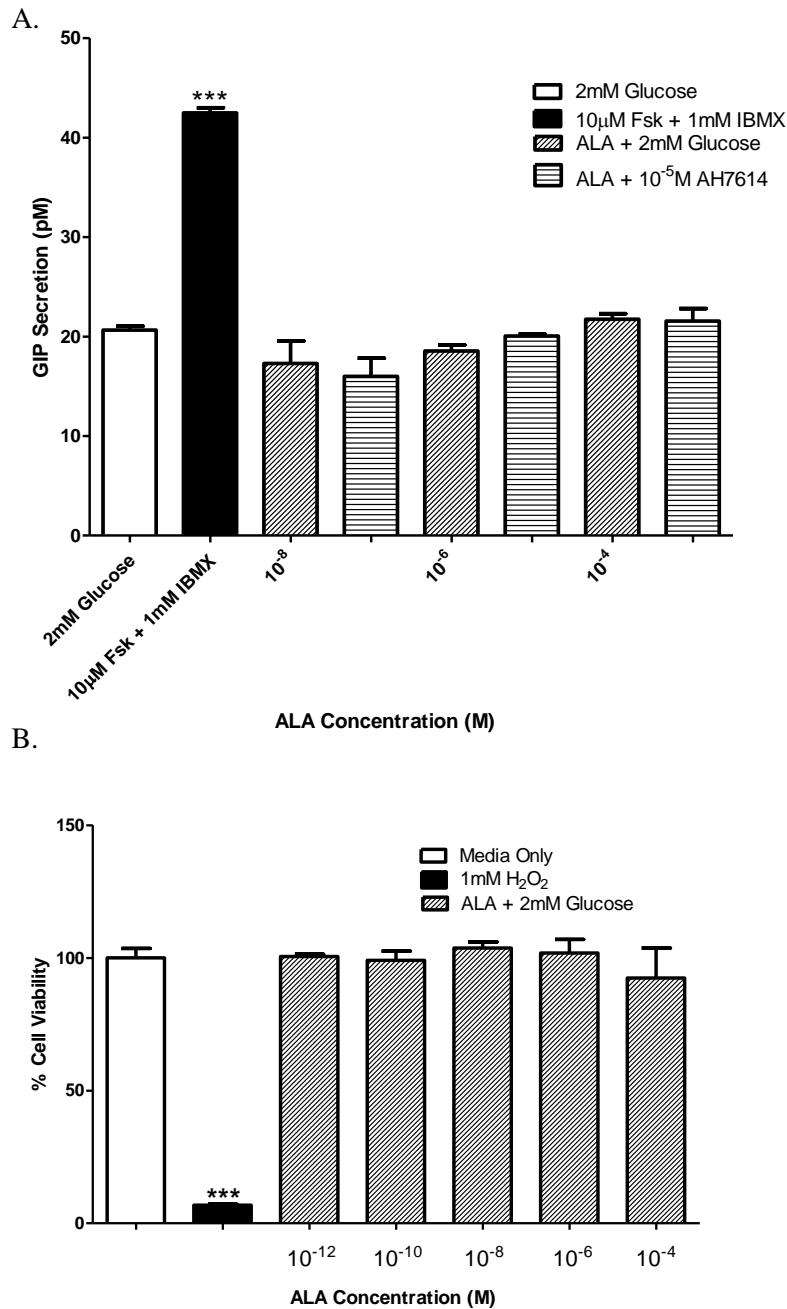 A.
50
40
30
20
10
0
GIP Secretion (pM)
***
2mM Glucose
10μM Fsk + 1mM IBMX
ALA + 2mM Glucose
ALA + 10⁻⁵M AH7614
2mM Glucose
10μM Fsk + 1mM IBMX
10⁻⁸
10⁻⁶
10⁻⁴
ALA Concentration (M)
B.
150
100
50
0
% Cell Viability
***
Media Only
1mM H₂O₂
ALA + 2mM Glucose
10⁻¹²
10⁻¹⁰
10⁻⁸
10⁻⁶
10⁻⁴
ALA Concentration (M)